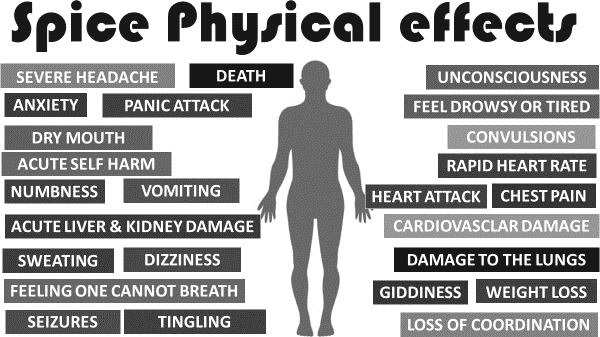 Spice Physical effects
SEVERE HEADACHE
DEATH
ANXIETY
PANIC ATTACK
DRY MOUTH
ACUTE SELF HARM
NUMBNESS
VOMITING
ACUTE LIVER & KIDNEY DAMAGE
SWEATING
DIZZINESS
FEELING ONE CANNOT BREATH
SEIZURES
TINGLING
UNCONSCIOUSNESS
FEEL DROWSY OR TIRED
CONVULSIONS
RAPID HEART RATE
HEART ATTACK
CHEST PAIN
CARDIOVASCLAR DAMAGE
DAMAGE TO THE LUNGS
GIDDINESS
WEIGHT LOSS
LOSS OF COORDINATION